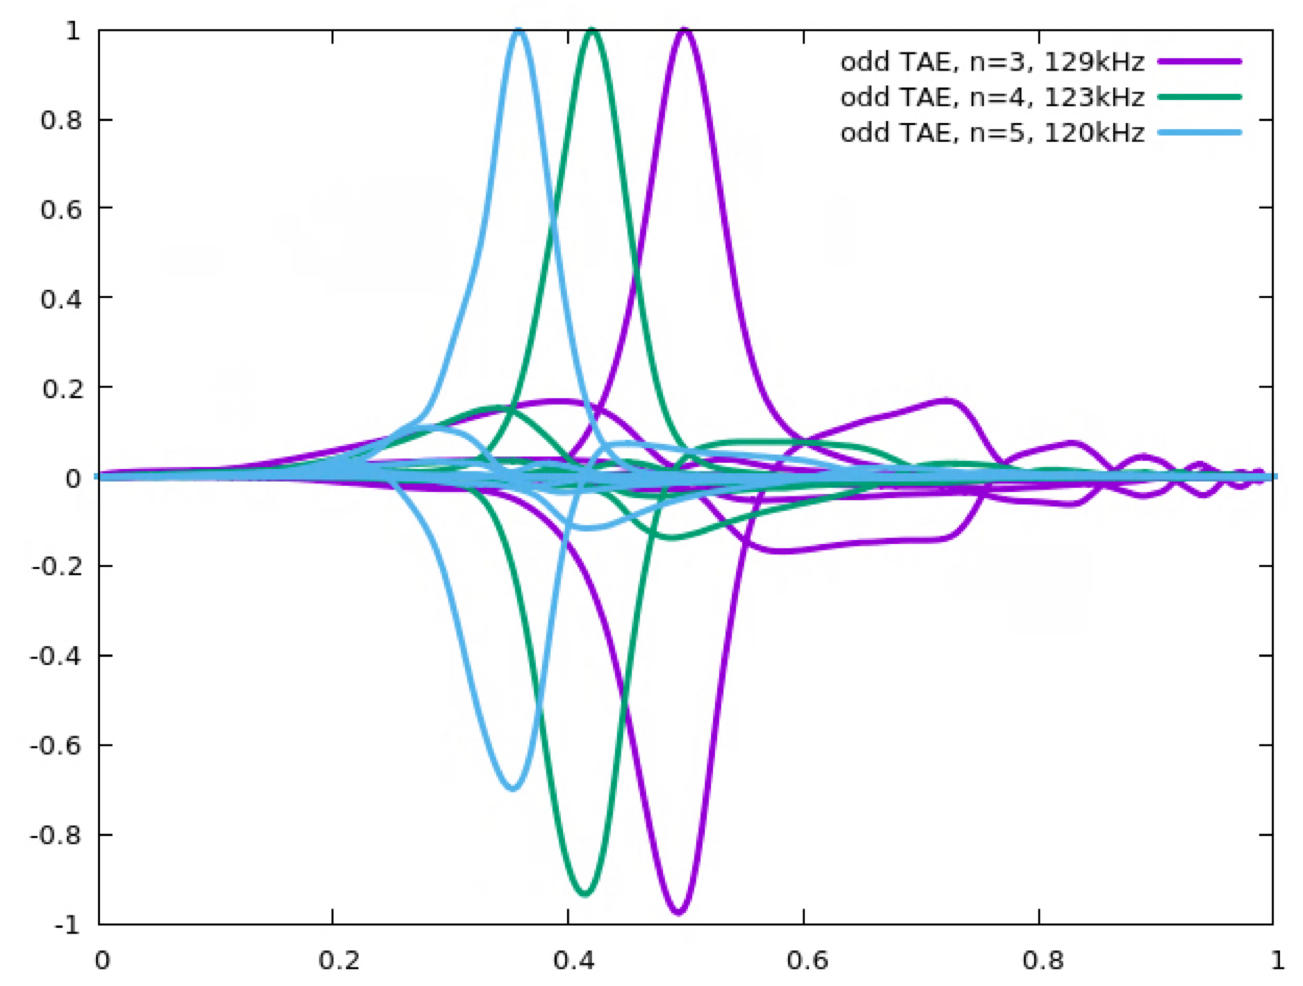 1
0.8
0.6
0.4
0.2
0
-0.2
-0.4
-0.6
-0.8
-1
odd TAE, n=3, 129kHz
odd TAE, n=4, 123kHz
odd TAE, n=5, 120kHz
0 0.2 0.4 0.6 0.8 1